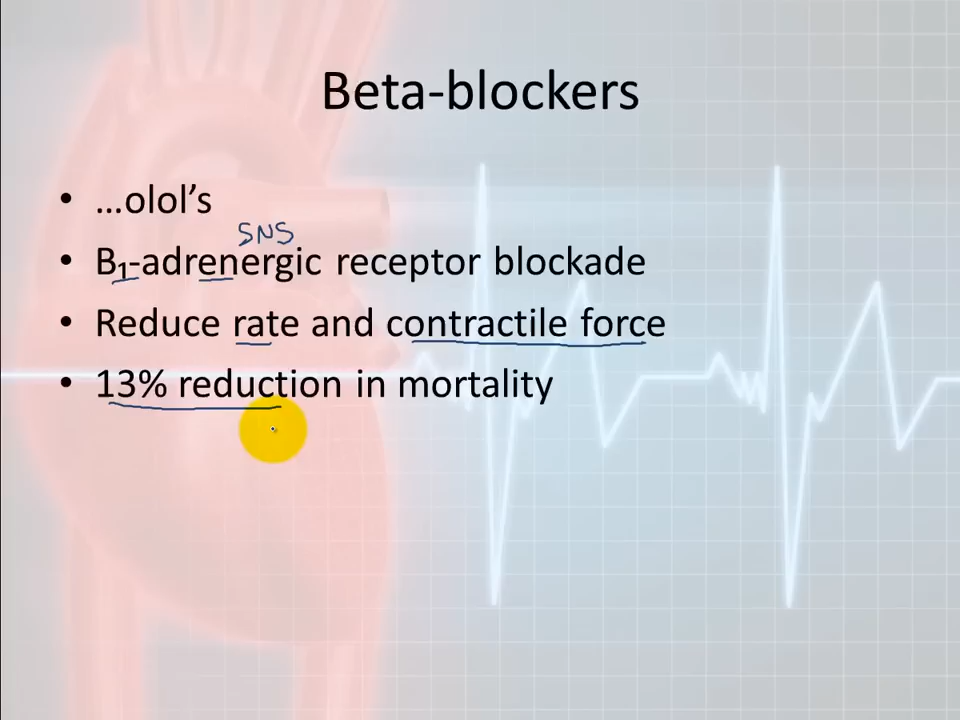 Beta-blockers
• ...olol's
SNS
• B₁-adrenergic receptor blockade
• Reduce rate and contractile force
• 13% reduction in mortality